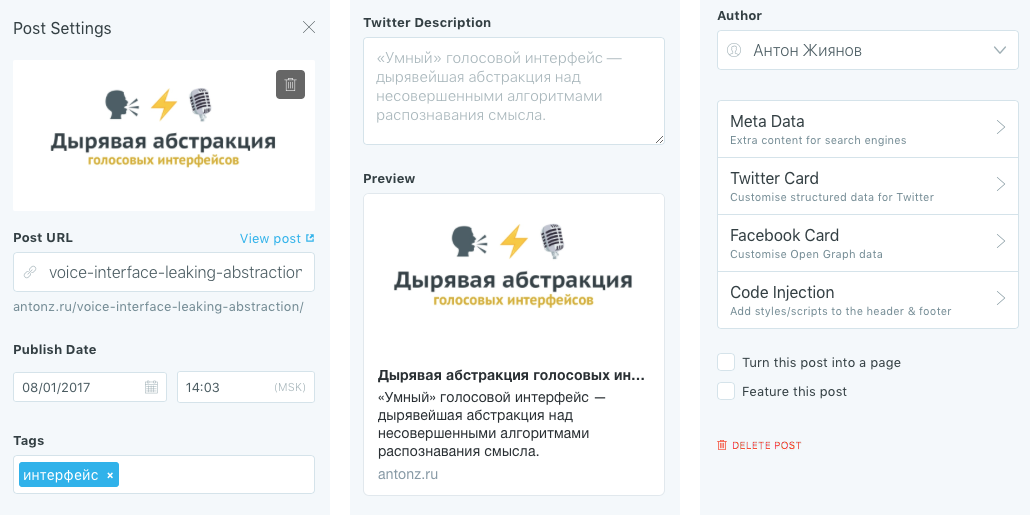 Post Settings
Дырявая абстракция
голосовых интерфейсов
Post URL
View post
voice-interface-leaking-abstraction
antonz.ru/voice-interface-leaking-abstraction/
Publish Date
08/01/2017
14:03
(MSK)
Tags
интерфейс ×
Twitter Description
«Умный» голосовой интерфейс —
дырявейшая абстракция над
несовершенными алгоритмами
распознавания смысла.
Preview
Дырявая абстракция
голосовых интерфейсов
Дырявая абстракция голосовых ин...
«Умный» голосовой интерфейс —
дырявейшая абстракция над
несовершенными алгоритмами
распознавания смысла.
antonz.ru
Author
Антон Жиянов
Meta Data
Extra content for search engines
Twitter Card
Customise structured data for Twitter
Facebook Card
Customise Open Graph data
Code Injection
Add styles/scripts to the header & footer
Turn this post into a page
Feature this post
DELETE POST